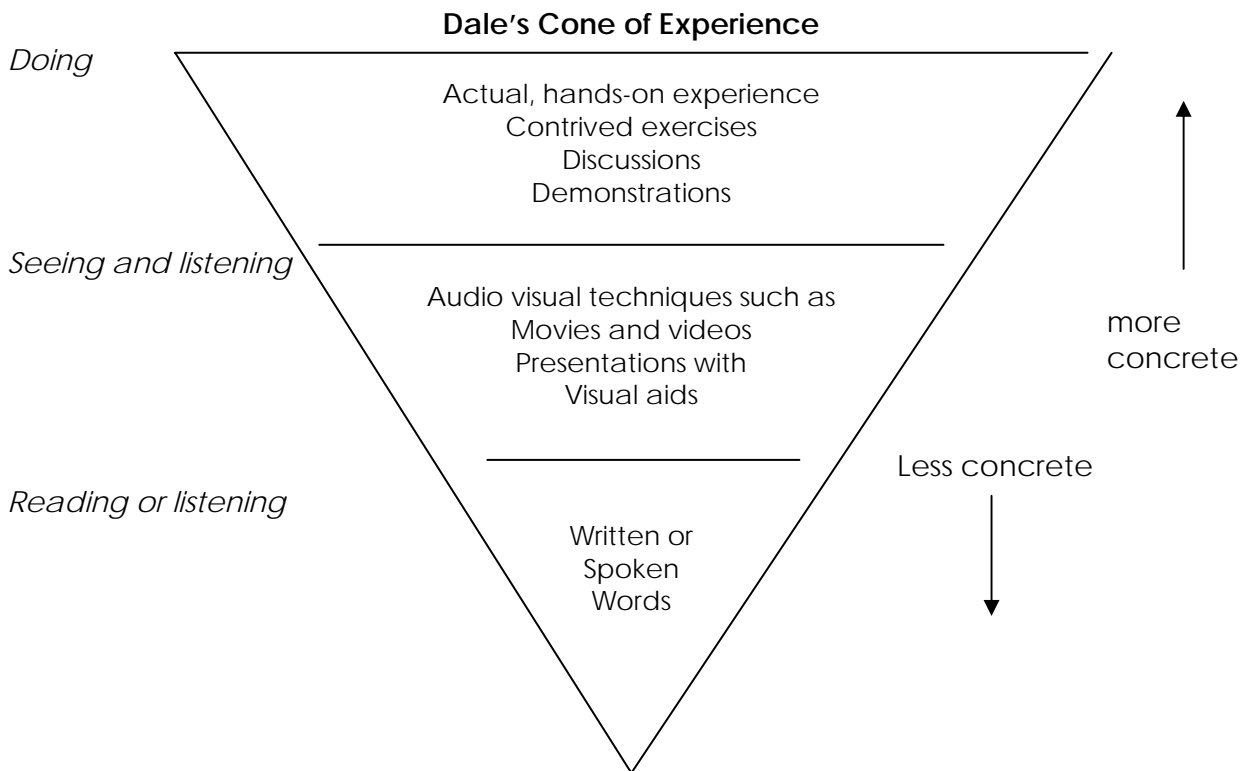 Dale’s Cone of Experience
Doing
Actual, hands-on experience
Contrived exercises
Discussions
Demonstrations
Seeing and listening
Audio visual techniques such as
Movies and videos
Presentations with
Visual aids
more
concrete
Less concrete
Reading or listening
Written or
Spoken
Words